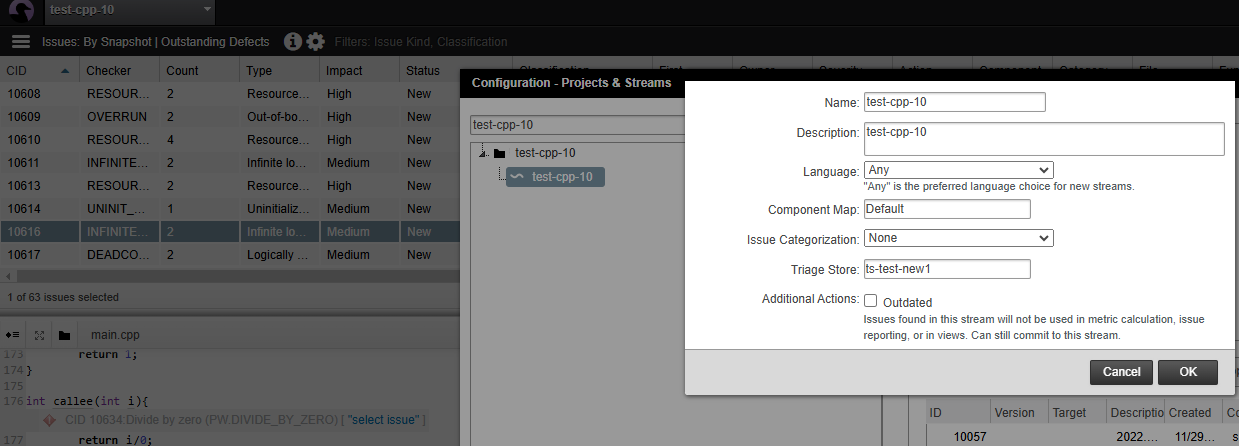 test-cpp-10
Issues: By Snapshot | Outstanding Defects
Filters: Issue Kind, Classification
CID Checker Count Type Impact Status Classification First Owner Severity Action Component Category File
10608 RESOUR... 2 Resource... High New
10609 OVERRUN 2 Out-of-bo... High New
10610 RESOUR... 4 Resource... High New
10611 INFINITE... 2 Infinite lo... Medium New
10613 RESOUR... 2 Resource... High New
10614 UNINIT_... 1 Uninitializ... Medium New
10616 INFINITE... 2 Infinite lo... Medium New
10617 DEADCO... 2 Logically ... Medium New
1 of 63 issues selected
main.cpp
173 return 1;
174 }
175
176 int callee(int i){
CID 10634:Divide by zero (PW.DIVIDE_BY_ZERO) [ "select issue" ]
177 return i/0;
Configuration - Projects & Streams
test-cpp-10
test-cpp-10
test-cpp-10
Name: test-cpp-10
Description: test-cpp-10
Language: Any
"Any" is the preferred language choice for new streams.
Component Map: Default
Issue Categorization: None
Triage Store: ts-test-new1
Additional Actions: Outdated
Issues found in this stream will not be used in metric calculation, issue
reporting, or in views. Can still commit to this stream.
Cancel OK
ID Version Target Descriptio Created
10057 2022.... 11/29...